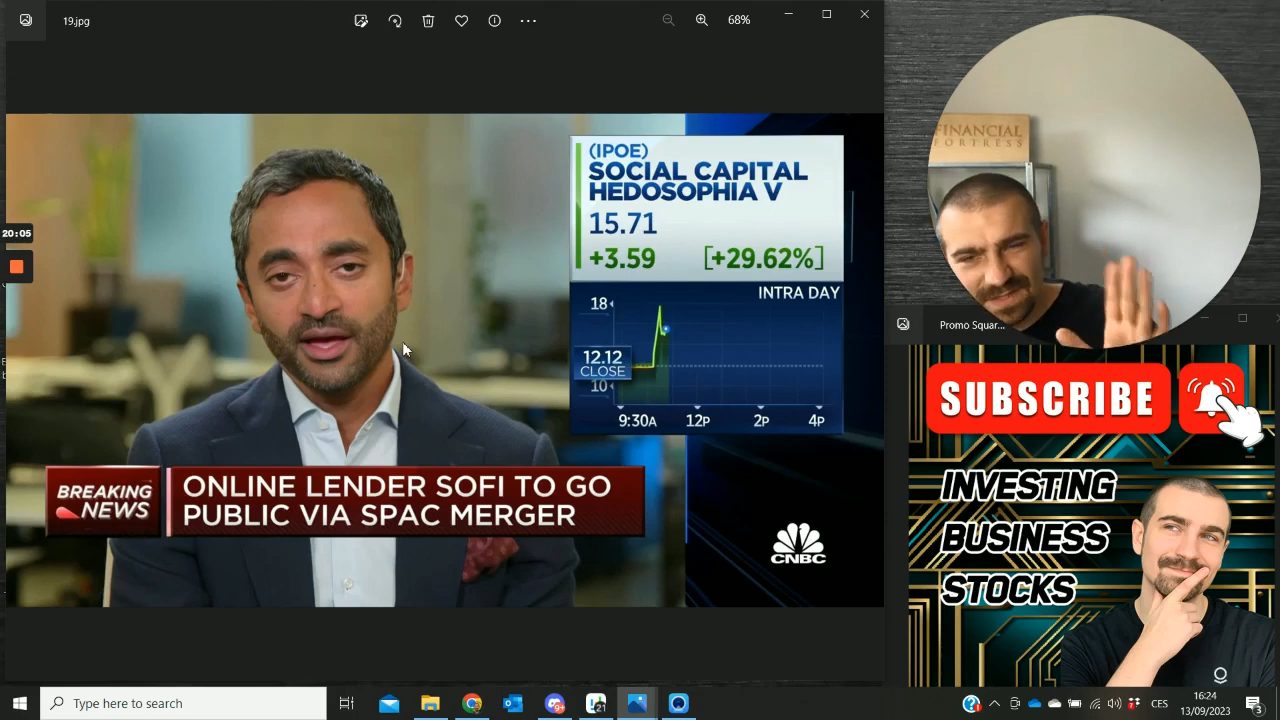 19.jpg
68%
20:05
(IPOE)
SOCIAL CAPITAL
HEDOSOPHIA V
15.71
+3.59 [+29.62%]
INTRA DAY
18
12.12
CLOSE
10
9:30A 12P 2P 4P
BREAKING
NEWS
ONLINE LENDER SOFI TO GO
PUBLIC VIA SPAC MERGER
CNBC
FINANCIAL
FORTRESS
Promo Squar...
SUBSCRIBE
INVESTING
BUSINESS
STOCKS
Type here to search
CES
16:24
13/09/2023
3